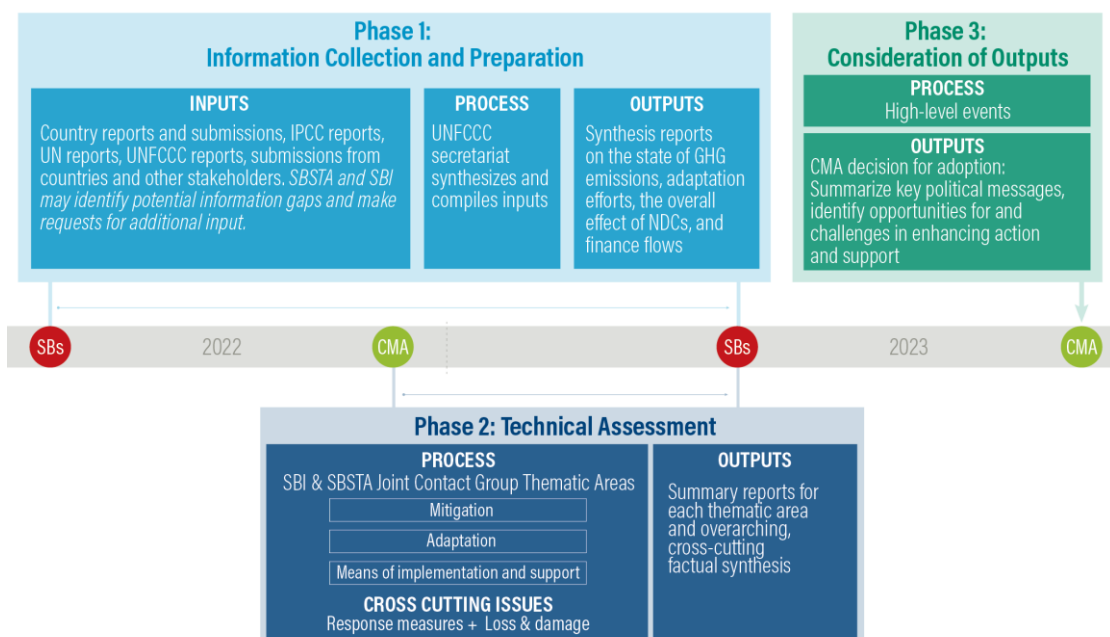 Phase 1:
Information Collection and Preparation
INPUTS
Country reports and submissions, IPCC reports,
UN reports, UNFCCC reports, submissions from
countries and other stakeholders. SBSTA and SBI
may identify potential information gaps and make
requests for additional input.
PROCESS
UNFCCC
secretariat
synthesizes and
compiles inputs
OUTPUTS
Synthesis reports
on the state of GHG
emissions, adaptation
efforts, the overall
effect of NDCs, and
finance flows
Phase 3:
Consideration of Outputs
PROCESS
High-level events
OUTPUTS
CMA decision for adoption:
Summarize key political messages,
identify opportunities for and
challenges in enhancing action
and support
SBs
2022
CMA
SBs
2023
CMA
Phase 2: Technical Assessment
PROCESS
SBI & SBSTA Joint Contact Group Thematic Areas
Mitigation
Adaptation
Means of implementation and support
CROSS CUTTING ISSUES
Response measures + Loss & damage
OUTPUTS
Summary reports for
each thematic area
and overarching,
cross-cutting
factual synthesis